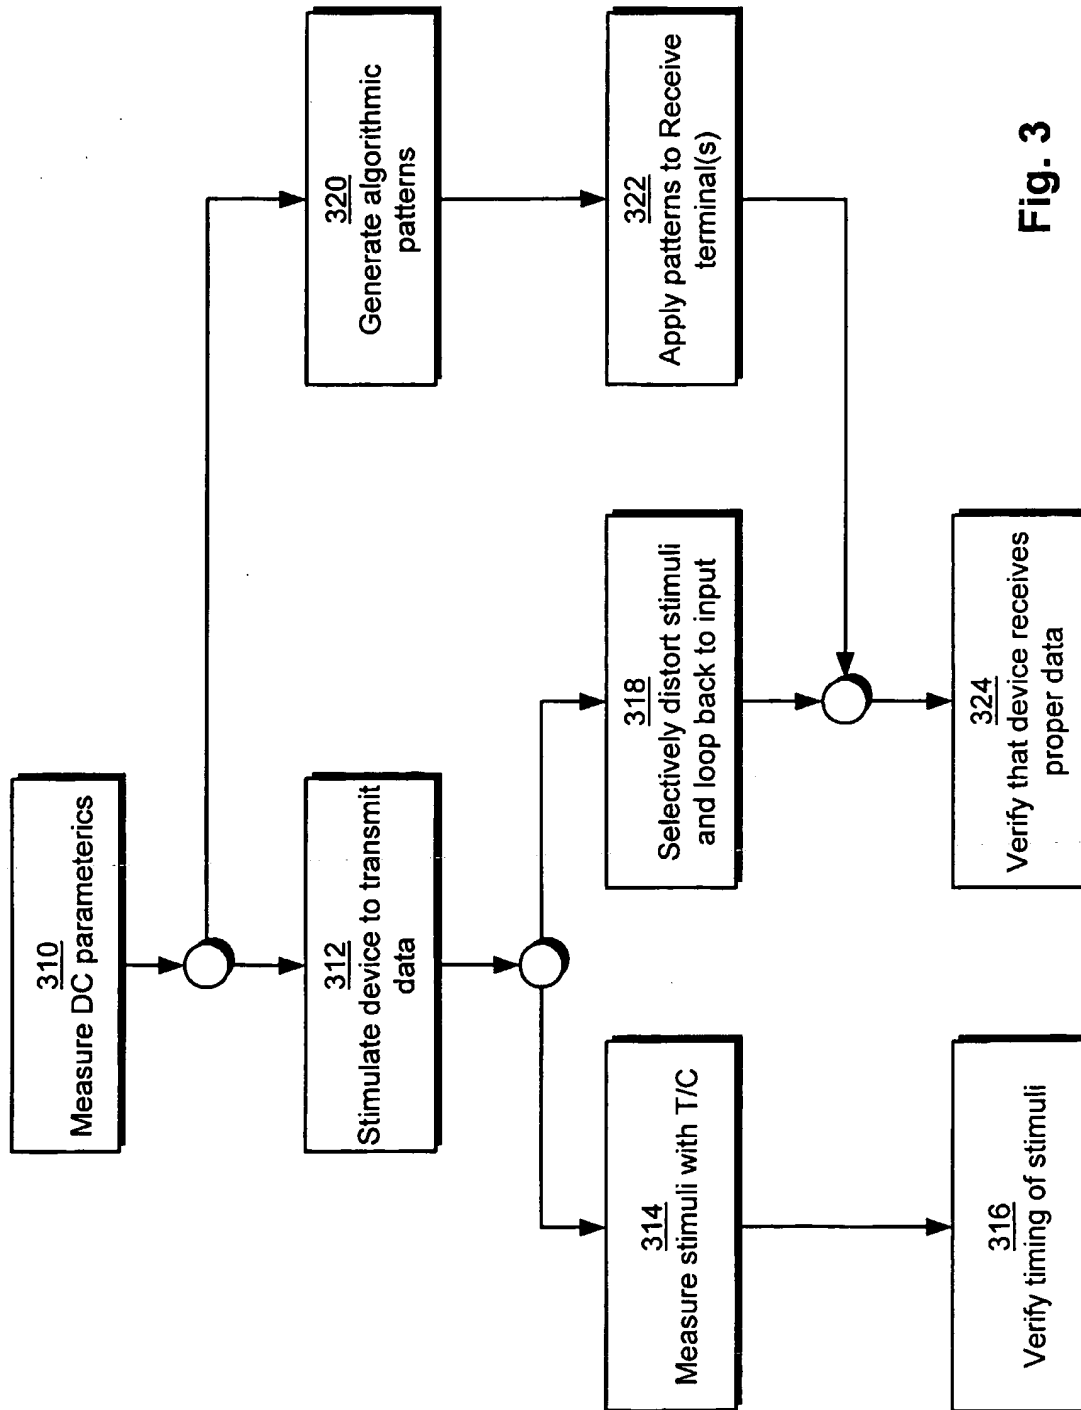 310
Measure DC parameterics
312
Stimulate device to transmit
data
314
Measure stimuli with T/C
316
Verify timing of stimuli
318
Selectively distort stimuli
and loop back to input
320
Generate algorithmic
patterns
322
Apply patterns to Receive
terminal(s)
324
Verify that device receives
proper data
Fig. 3